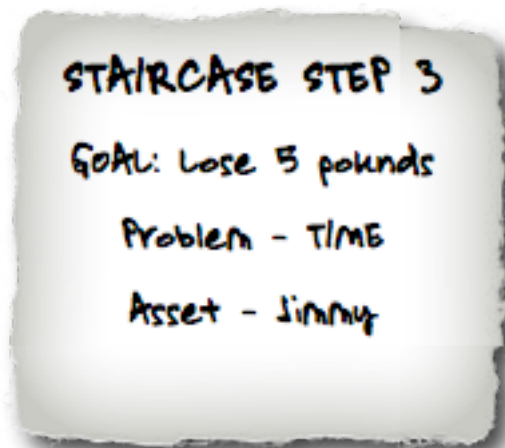 STAIRCASE STEP 3
GOAL: Lose 5 pounds
Problem - TIME
Asset - Jimmy